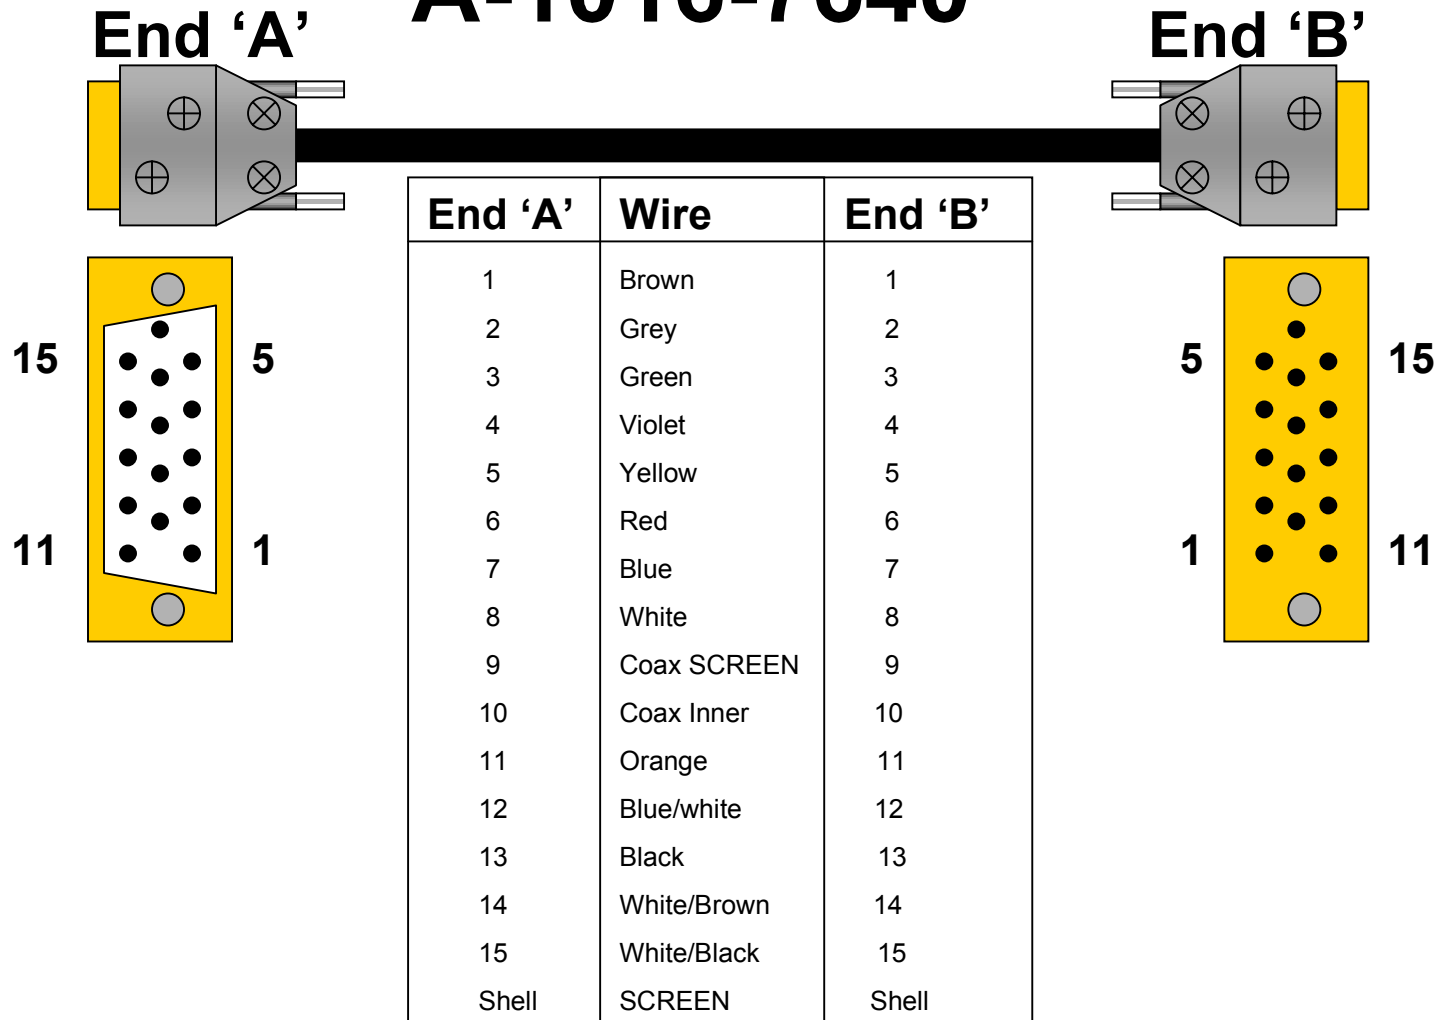 End ‘A’
End ‘B’
End ‘A’ Wire End ‘B’
1 Brown 1
2 Grey 2
3 Green 3
4 Violet 4
5 Yellow 5
6 Red 6
7 Blue 7
8 White 8
9 Coax SCREEN 9
10 Coax Inner 10
11 Orange 11
12 Blue/white 12
13 Black 13
14 White/Brown 14
15 White/Black 15
Shell SCREEN Shell
15 5
11 1
5 15
1 11